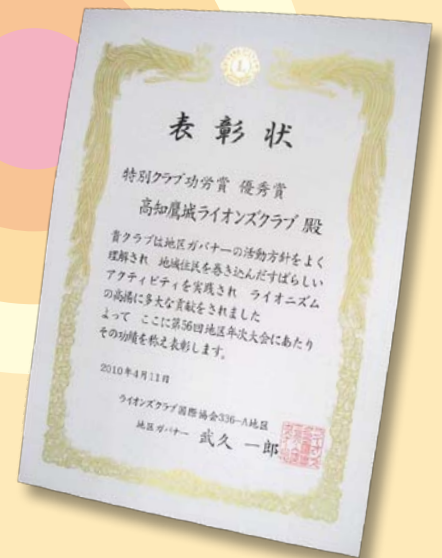 表彰状
特別クラブ功労賞 優秀賞
高知鷹城ライオンズクラブ 殿
貴クラブは地区ガバナーの活動方針をよく
理解され 地域住民を巻き込んだすばらしい
アクティビティを実践され ライオニズム
の高揚に多大な貢献をされました
よって ここに第56回地区年次大会にあたり
その功績を称え表彰します。
2010年4月11日
ライオンズクラブ国際協会336-A地区
地区ガバナー 武久 一郎